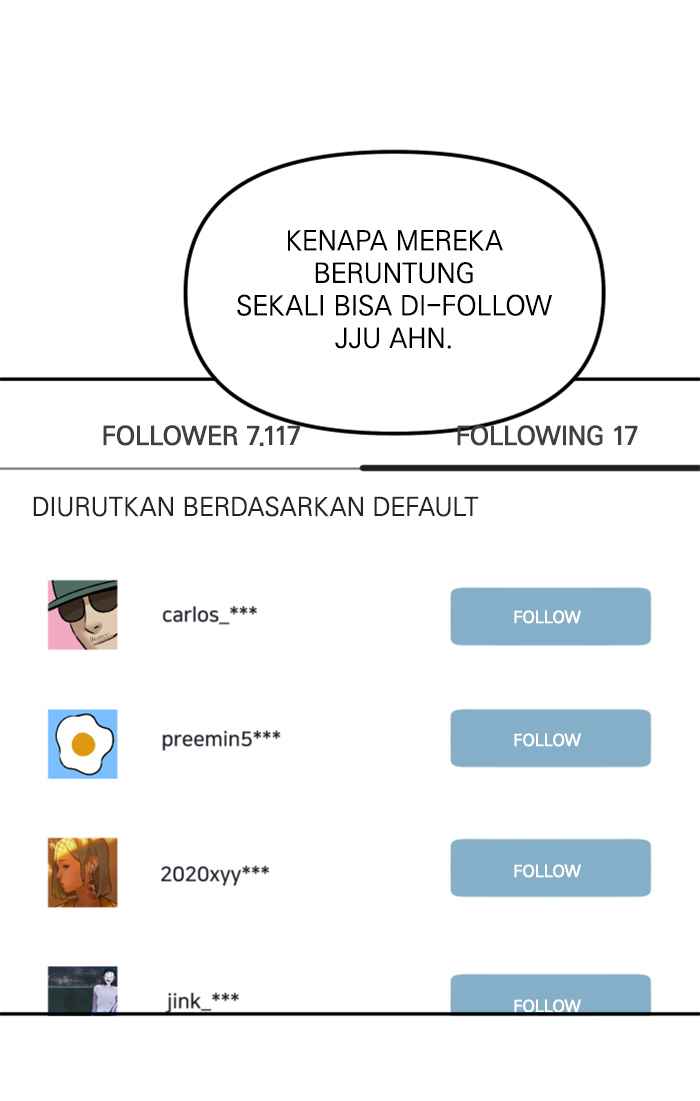 KENAPA MEREKA
BERUNTUNG
SEKALI BISA DI-FOLLOW
JJU AHN.
FOLLOWER 7.117 FOLLOWING 17
DIURUTKAN BERDASARKAN DEFAULT
carlos_*** FOLLOW
preemin5*** FOLLOW
2020xyy*** FOLLOW
jink_*** FOLLOW